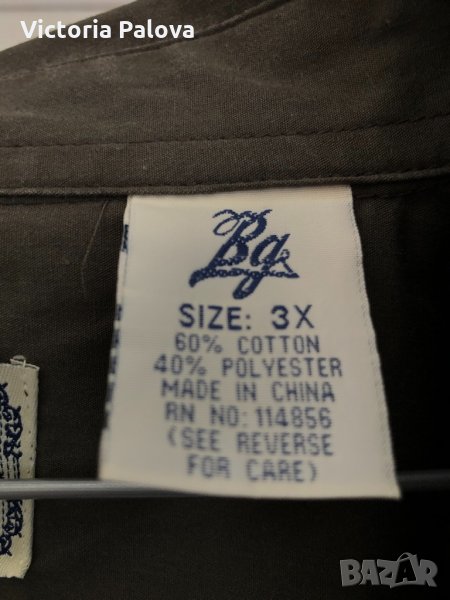 Victoria Palova
Bg
SIZE: 3X
60% COTTON
40% POLYESTER
MADE IN CHINA
RN NO: 114856
(SEE REVERSE
FOR CARE)
BAZAR